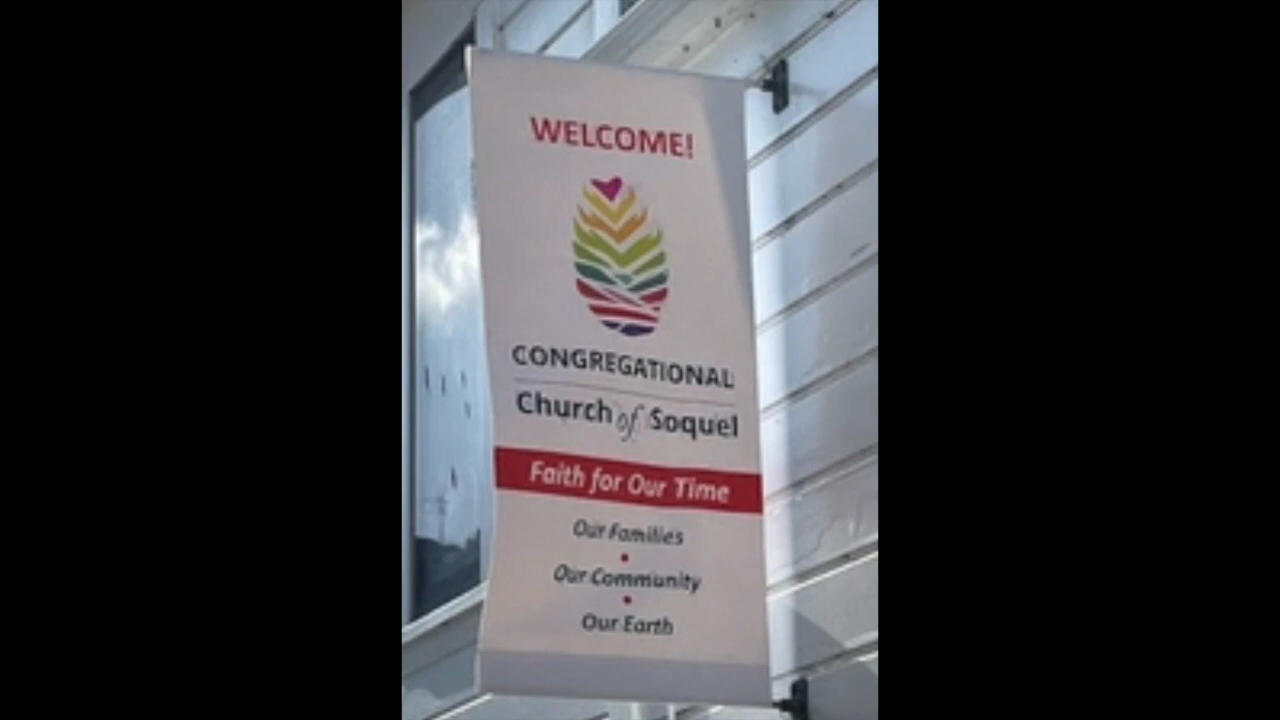 WELCOME!
CONGREGATIONAL
Church of Soquel
Faith for Our Time
Our Families
Our Community
Our Earth